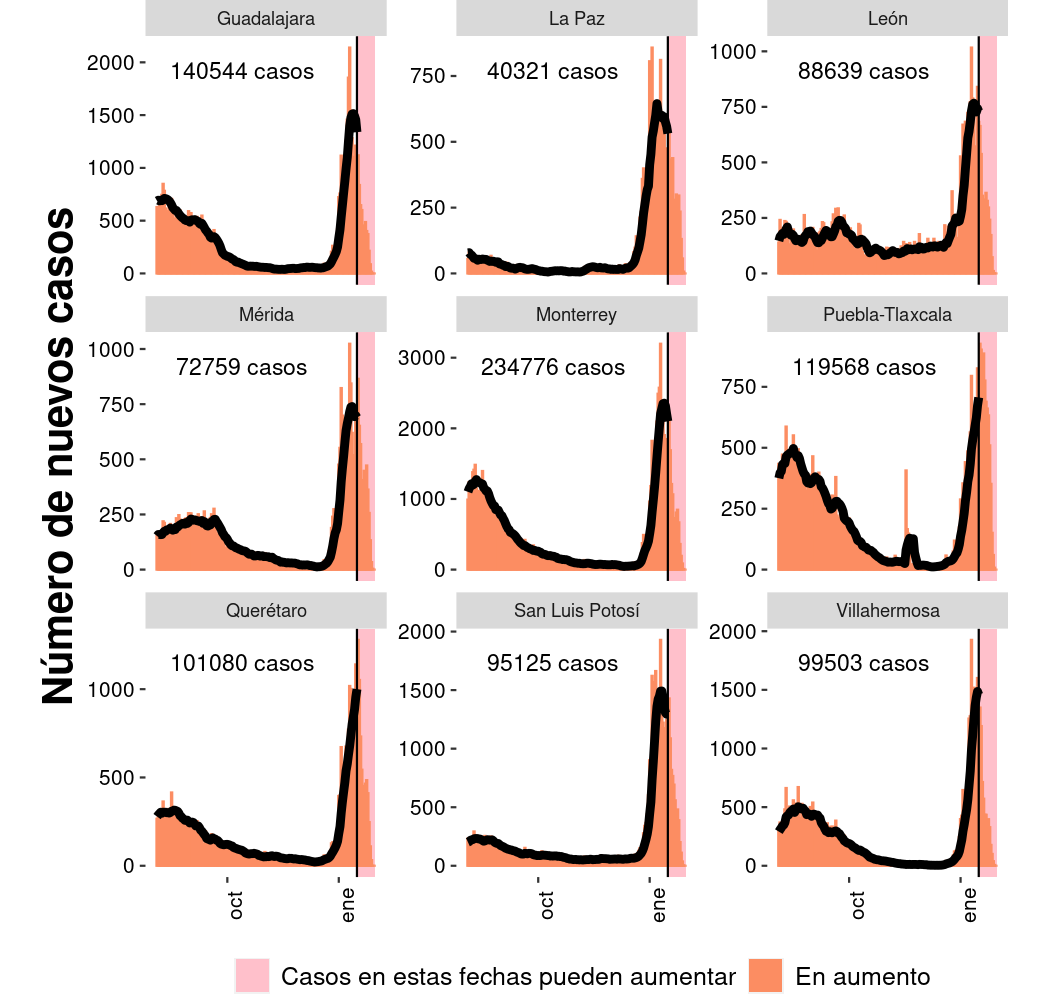 Número de nuevos casos
Guadalajara
La Paz
León
2000
1500
1000
500
0
140544 casos
750
500
250
0
40321 casos
1000
750
500
250
0
88639 casos
Mérida
Monterrey
Puebla-Tlaxcala
1000
750
500
250
0
72759 casos
3000
2000
1000
0
234776 casos
750
500
250
0
119568 casos
Querétaro
San Luis Potosí
Villahermosa
1000
500
0
101080 casos
2000
1500
1000
500
0
95125 casos
2000
1500
1000
500
0
99503 casos
oct
ene
oct
ene
oct
ene
Casos en estas fechas pueden aumentar
En aumento